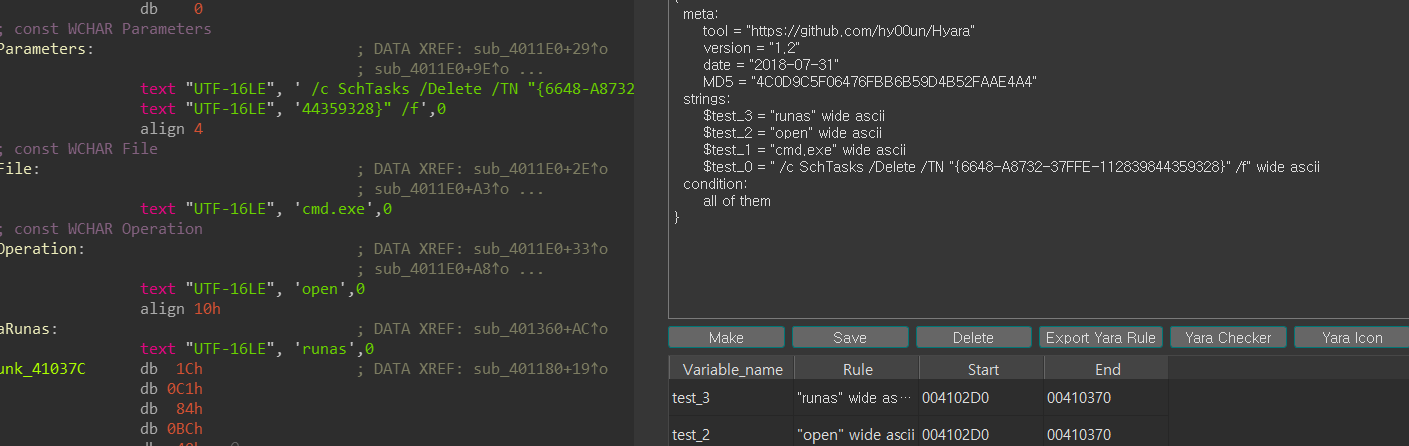 db 0
; const WCHAR Parameters
Parameters: ; DATA XREF: sub_4011E0+29↑o
; sub_4011E0+9E↑o ...
text "UTF-16LE", ' /c SchTasks /Delete /TN "{6648-A8732
text "UTF-16LE", '44359328}" /f',0
align 4
; const WCHAR File
File: ; DATA XREF: sub_4011E0+2E↑o
; sub_4011E0+A3↑o ...
text "UTF-16LE", 'cmd.exe',0
; const WCHAR Operation
Operation: ; DATA XREF: sub_4011E0+33↑o
; sub_4011E0+A8↑o ...
text "UTF-16LE", 'open',0
align 10h
aRunas: ; DATA XREF: sub_401360+AC↑o
text "UTF-16LE", 'runas',0
unk_41037C db 1Ch ; DATA XREF: sub_401180+19↑o
db 0C1h
db 84h
db 0BCh
{
meta:
tool = "https://github.com/hy00un/Hyara"
version = "1.2"
date = "2018-07-31"
MD5 = "4C0D9C5F06476FBB6B59D4B52FAAE4A4"
strings:
$test_3 = "runas" wide ascii
$test_2 = "open" wide ascii
$test_1 = "cmd.exe" wide ascii
$test_0 = " /c SchTasks /Delete /TN "{6648-A8732-37FFE-112839844359328}" /f" wide ascii
condition:
all of them
}
Make Save Delete Export Yara Rule Yara Checker Yara Icon
Variable_name Rule Start End
test_3 "runas" wide as… 004102D0 00410370
test_2 "open" wide ascii 004102D0 00410370